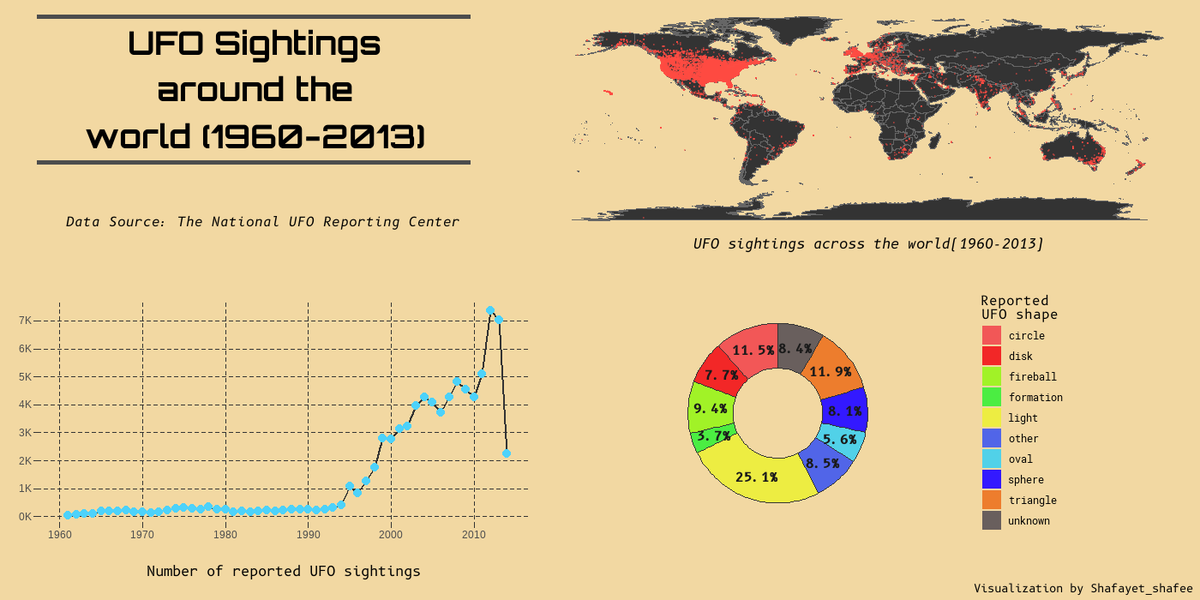 UFO Sightings
around the
world (1960-2013)
Data Source: The National UFO Reporting Center
UFO sightings across the world[1960-2013]
7K
6K
5K
4K
3K
2K
1K
0K
1960 1970 1980 1990 2000 2010
Number of reported UFO sightings
11.5% 8.4%
7.7% 11.9%
9.4% 8.1%
3.7% 5.6%
25.1% 8.5%
Reported
UFO shape
circle
disk
fireball
formation
light
other
oval
sphere
triangle
unknown
Visualization by Shafayet_shafee